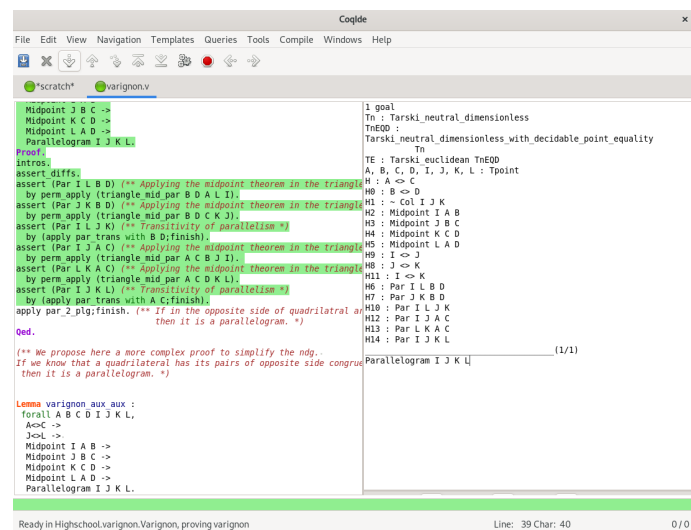 CoqIde
×
File Edit View Navigation Templates Queries Tools Compile Windows Help
*scratch*
varignon.v
Midpoint J B C ->
Midpoint K C D ->
Midpoint L A D ->
Parallelogram I J K L.
Proof.
intros.
assert_diffs.
assert (Par I L B D) (** Applying the midpoint theorem in the triangle
by perm_apply (triangle_mid_par B D A L I).
assert (Par J K B D) (** Applying the midpoint theorem in the triangle
by perm_apply (triangle_mid_par B D C K J).
assert (Par I L J K) (** Transitivity of parallelism *)
by (apply par_trans with B D;finish).
assert (Par I J A C) (** Applying the midpoint theorem in the triangle
by perm_apply (triangle_mid_par A C B J I).
assert (Par L K A C) (** Applying the midpoint theorem in the triangle
by perm_apply (triangle_mid_par A C D K L).
assert (Par I J K L) (** Transitivity of parallelism *)
by (apply par_trans with A C;finish).
apply par_2_plg;finish. (** If in the opposite side of quadrilatral ar
then it is a parallelogram. *)
Qed.
(** We propose here a more complex proof to simplify the ndg.
If we know that a quadrilateral has its pairs of opposite side congrue
then it is a parallelogram. *)
Lemma varignon_aux_aux :
forall A B C D I J K L,
A<>C ->
J<>L ->
Midpoint I A B ->
Midpoint J B C ->
Midpoint K C D ->
Midpoint L A D ->
Parallelogram I J K L.
1 goal
Tn : Tarski_neutral_dimensionless
TnEQD :
Tarski_neutral_dimensionless_with_decidable_point_equality
Tn
TE : Tarski_euclidean TnEQD
A, B, C, D, I, J, K, L : Tpoint
H : A <> C
H0 : B <> D
H1 : ~ Col I J K
H2 : Midpoint I A B
H3 : Midpoint J B C
H4 : Midpoint K C D
H5 : Midpoint L A D
H9 : I <> J
H8 : J <> K
H11 : I <> K
H6 : Par I L B D
H7 : Par J K B D
H10 : Par I L J K
H12 : Par I J A C
H13 : Par L K A C
H14 : Par I J K L
______________________________________(1/1)
Parallelogram I J K L
Ready in Highschool.varignon.Varignon, proving varignon
Line: 39 Char: 40
0 / 0